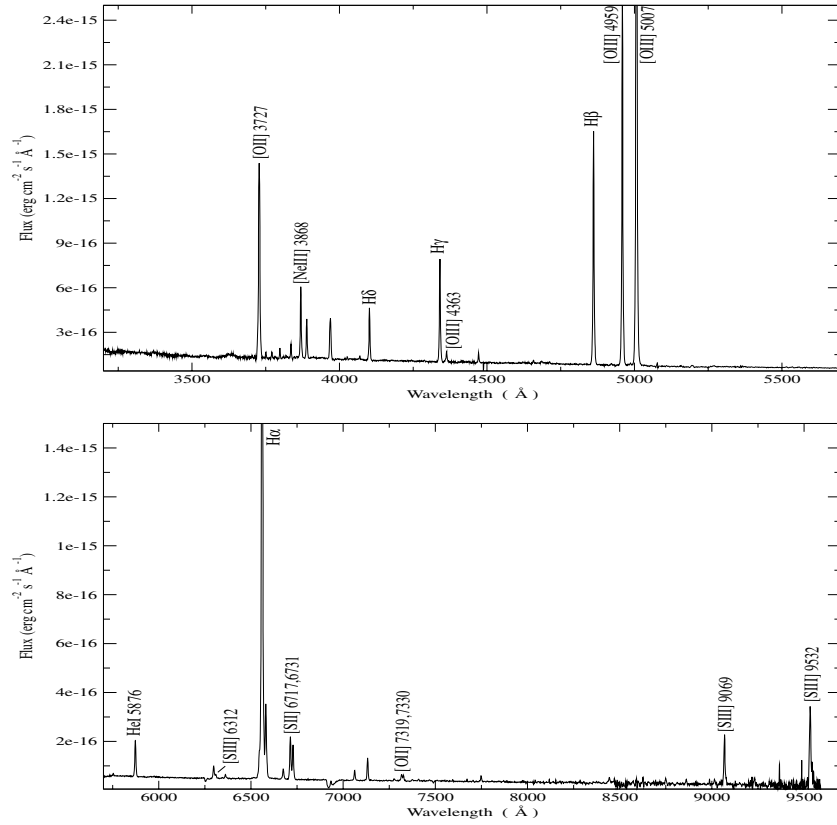 2.4e-15
2.1e-15
1.8e-15
1.5e-15
1.2e-15
9e-16
6e-16
3e-16
Flux (erg cm⁻² s⁻¹ Å⁻¹)
[OII] 3727
[NeIII] 3868
Hδ
Hγ
[OIII] 4363
Hβ
[OIII] 4959
[OIII] 5007
3500
4000
4500
5000
5500
Wavelength ( Å )
1.4e-15
1.2e-15
1e-15
8e-16
6e-16
4e-16
2e-16
Flux (erg cm⁻² s⁻¹ Å⁻¹)
HeI 5876
[SIII] 6312
Hα
[SII] 6717,6731
[OII] 7319,7330
[SIII] 9069
[SIII] 9532
6000
6500
7000
7500
8000
8500
9000
9500
Wavelength ( Å )